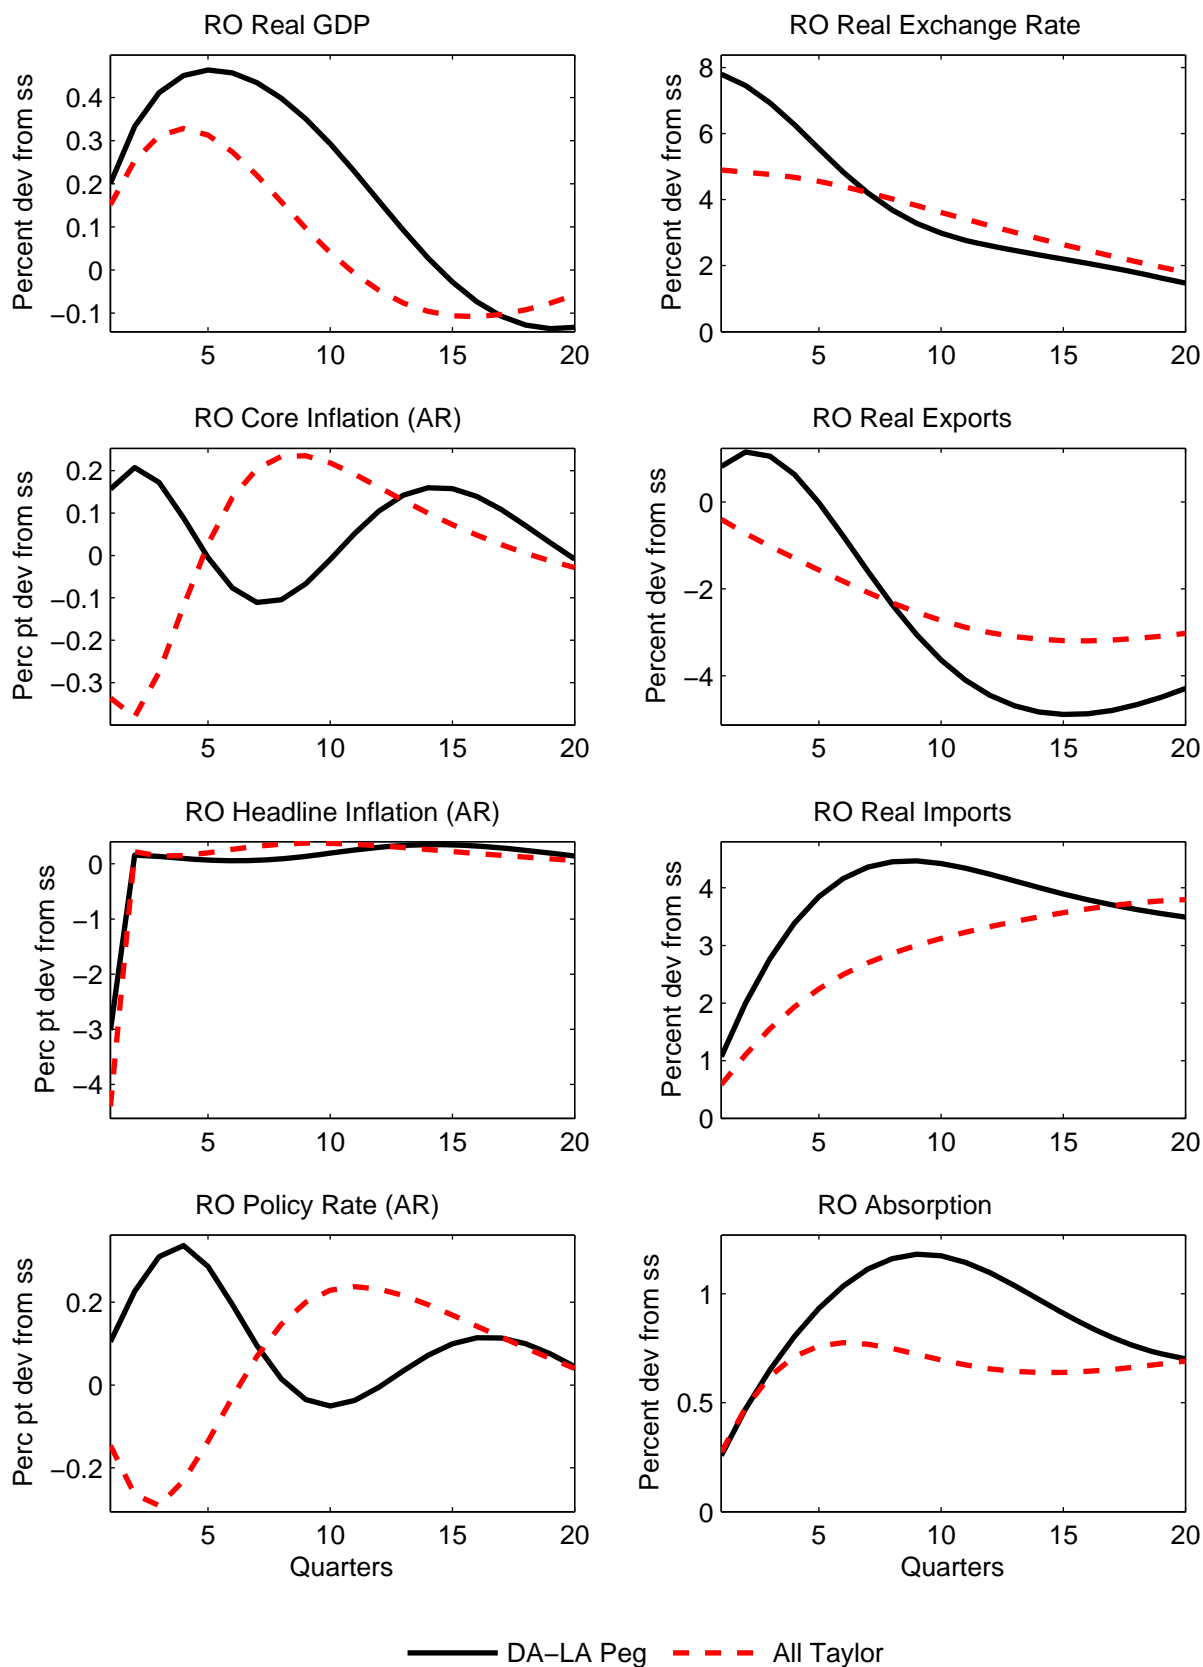 RO Real GDP
Percent dev from ss
0.4
0.3
0.2
0.1
0
−0.1
5 10 15 20
RO Real Exchange Rate
Percent dev from ss
8
6
4
2
0
5 10 15 20
RO Core Inflation (AR)
Perc pt dev from ss
0.2
0.1
0
−0.1
−0.2
−0.3
5 10 15 20
RO Real Exports
Percent dev from ss
0
−2
−4
5 10 15 20
RO Headline Inflation (AR)
Perc pt dev from ss
0
−1
−2
−3
−4
5 10 15 20
RO Real Imports
Percent dev from ss
4
3
2
1
0
5 10 15 20
RO Policy Rate (AR)
Perc pt dev from ss
0.2
0
−0.2
5 10 15 20
Quarters
RO Absorption
Percent dev from ss
1
0.5
0
5 10 15 20
Quarters
DA−LA Peg All Taylor